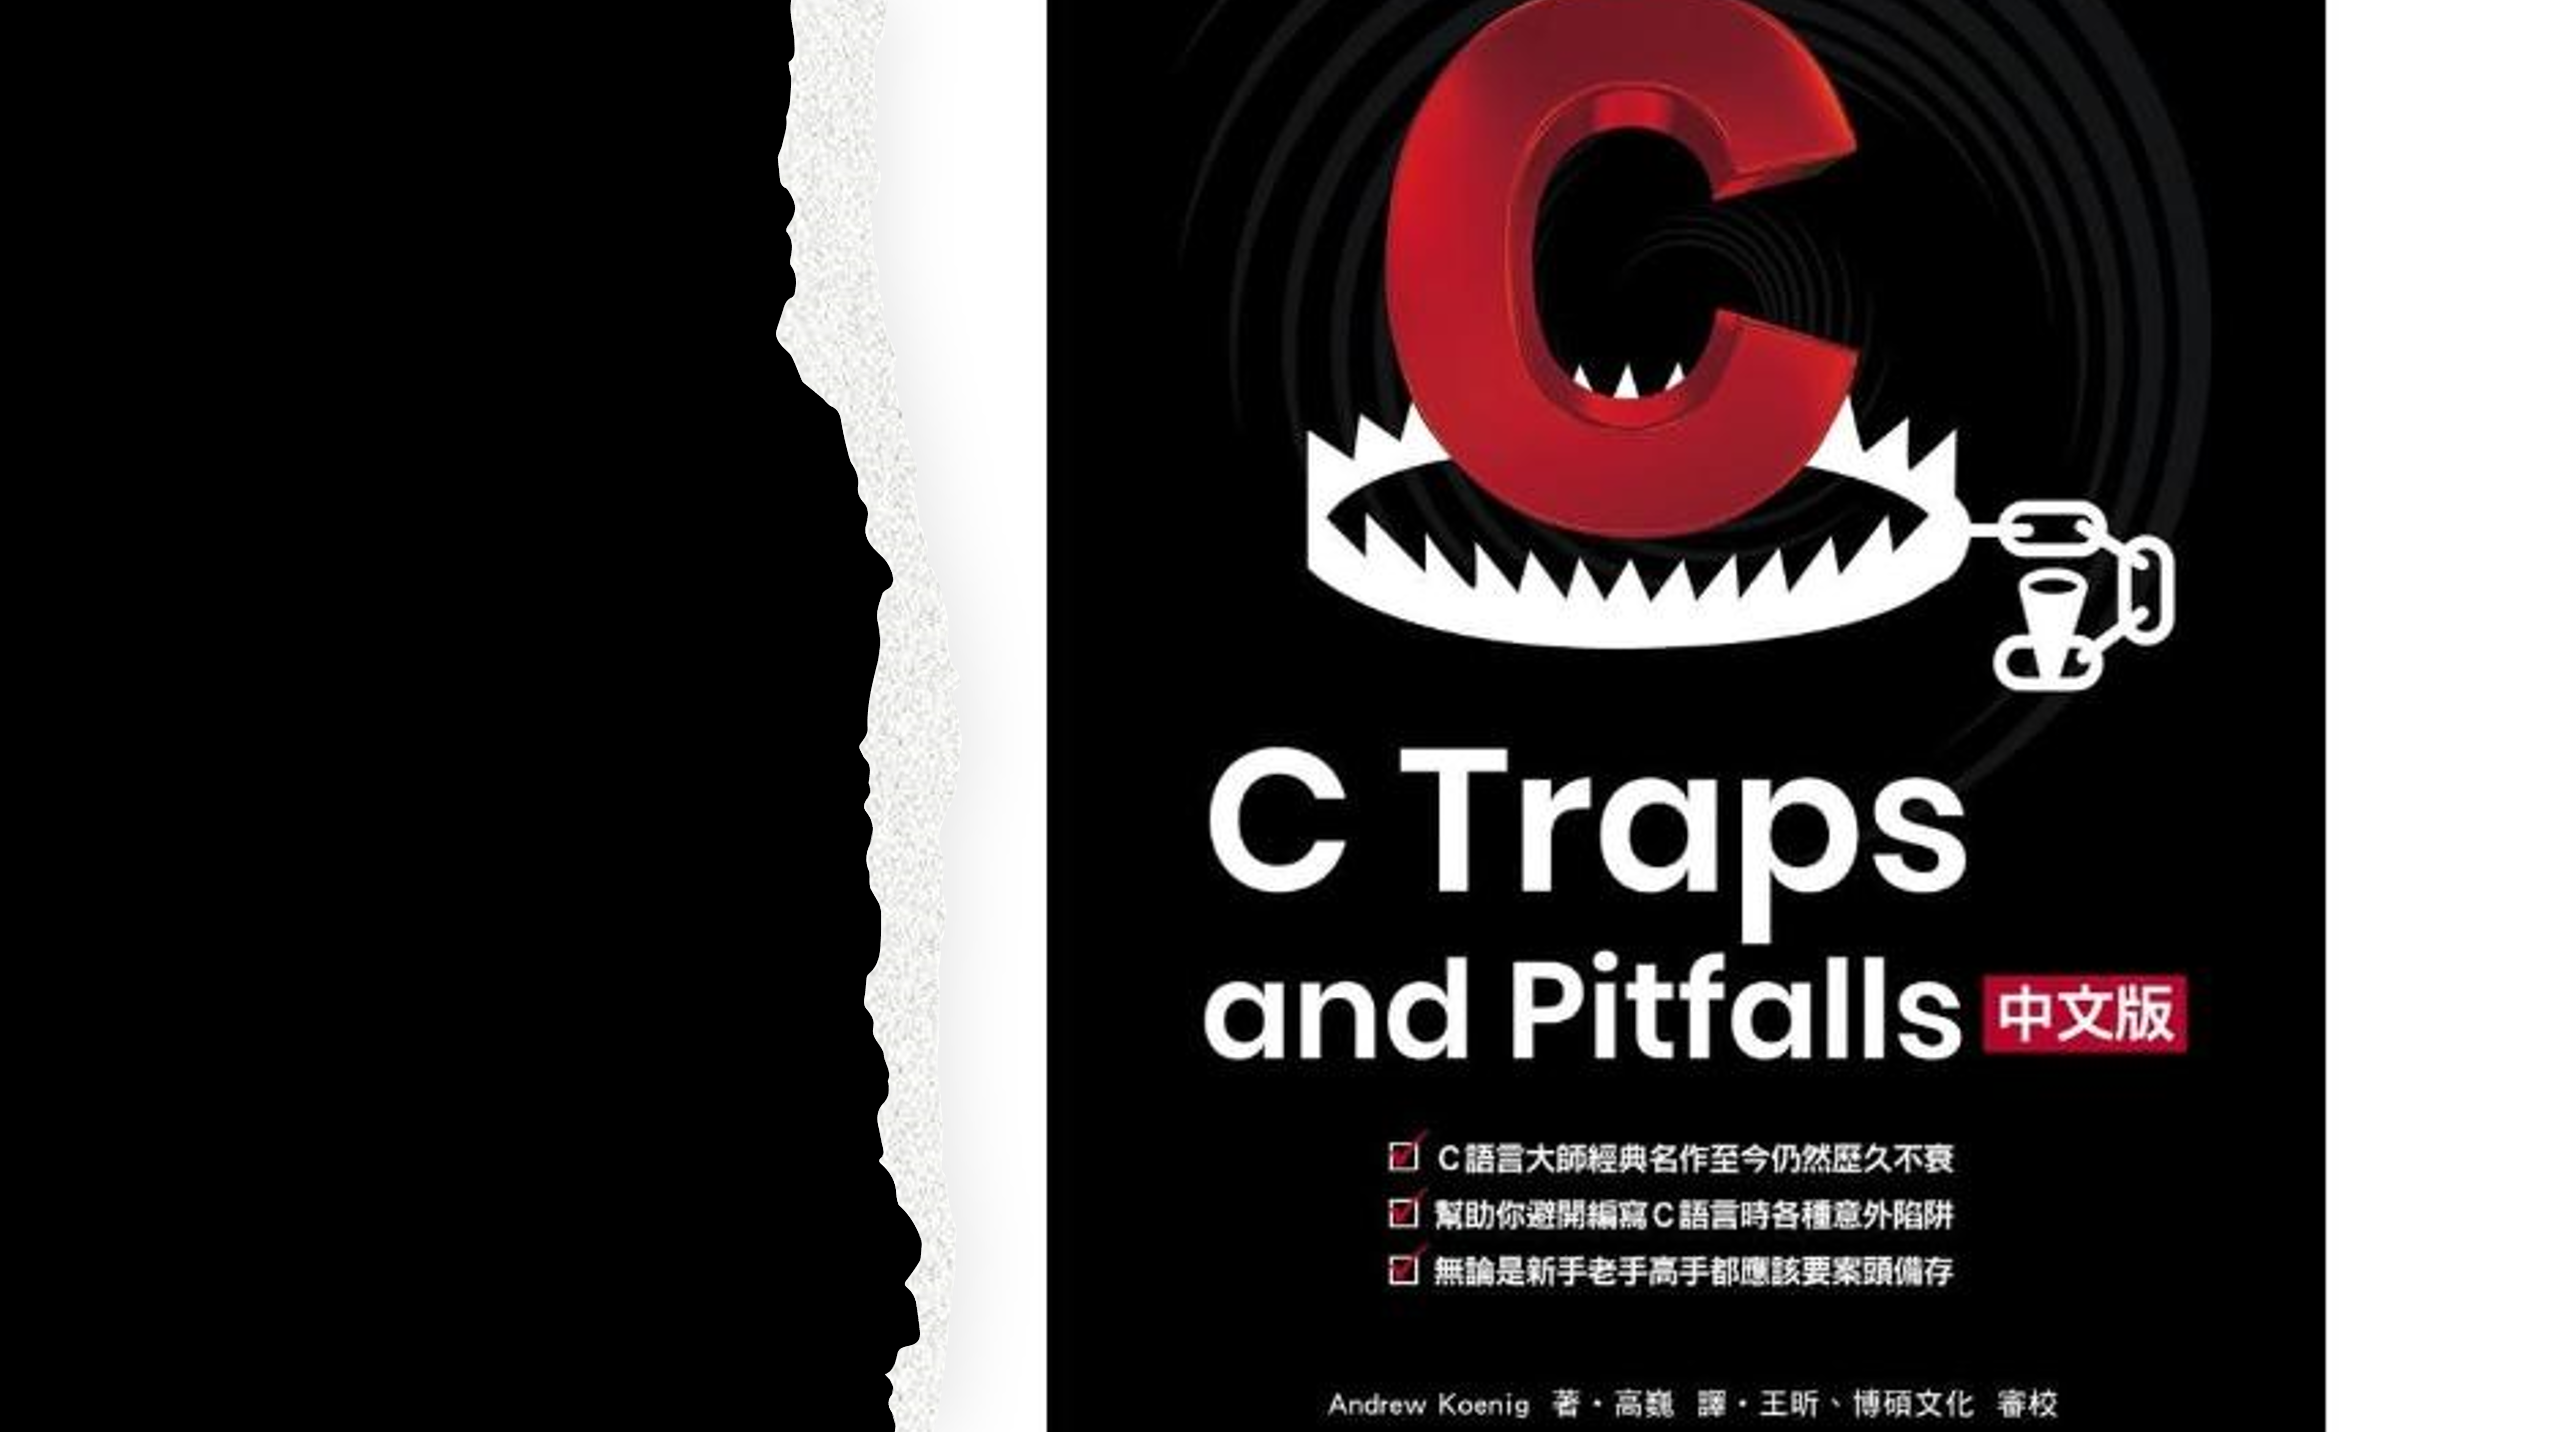 C
C Traps
and Pitfalls 中文版
C語言大師經典名作至今仍然歷久不衰
幫助你避開編寫C語言時各種意外陷阱
無論是新手老手高手都應該要案頭備存
Andrew Koenig 著・高巍 譯・王昕、博碩文化 審校